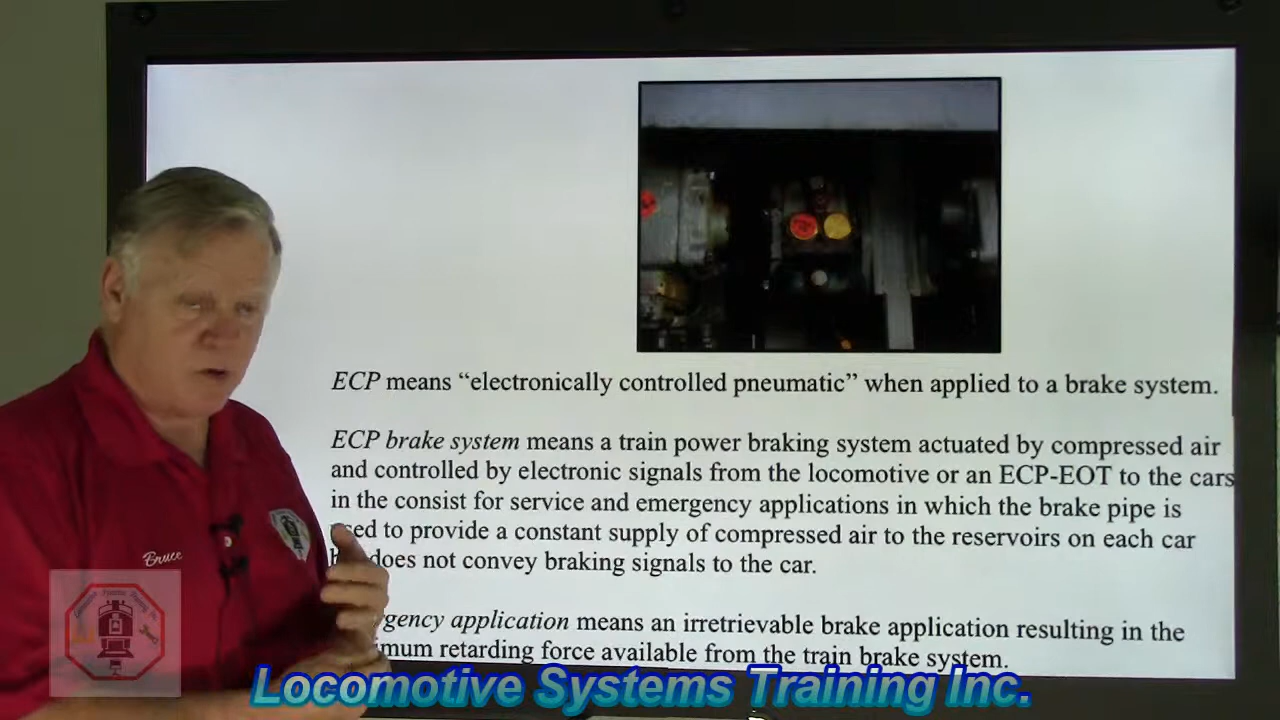 ECP means “electronically controlled pneumatic” when applied to a brake system.
ECP brake system means a train power braking system actuated by compressed air
and controlled by electronic signals from the locomotive or an ECP-EOT to the cars
in the consist for service and emergency applications in which the brake pipe is
used to provide a constant supply of compressed air to the reservoirs on each car
does not convey braking signals to the car.
rgency application means an irretrievable brake application resulting in the
imum retarding force available from the train brake system.
Bruce
Locomotive Systems Training Inc.